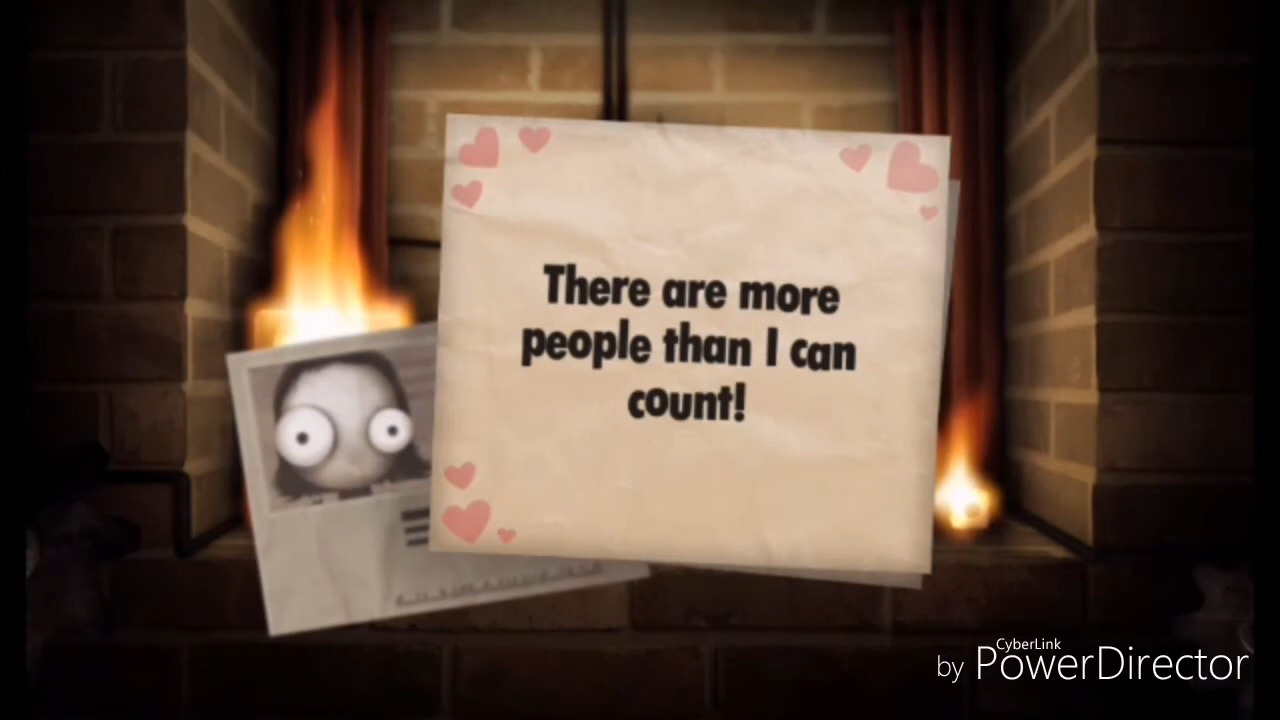 There are more
people than I can
count!
CyberLink
by PowerDirector